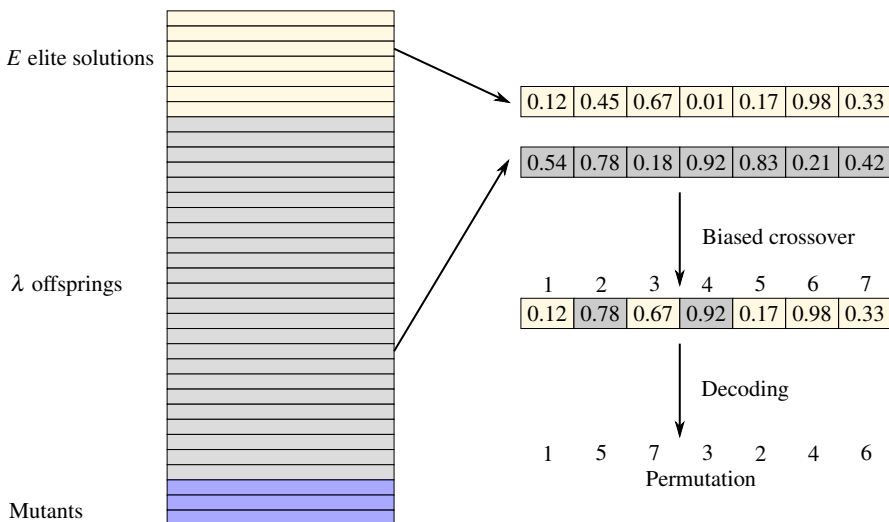 E elite solutions
0.12 0.45 0.67 0.01 0.17 0.98 0.33
0.54 0.78 0.18 0.92 0.83 0.21 0.42
Biased crossover
λ offsprings
1 2 3 4 5 6 7
0.12 0.78 0.67 0.92 0.17 0.98 0.33
Decoding
1 5 7 3 2 4 6
Permutation
Mutants